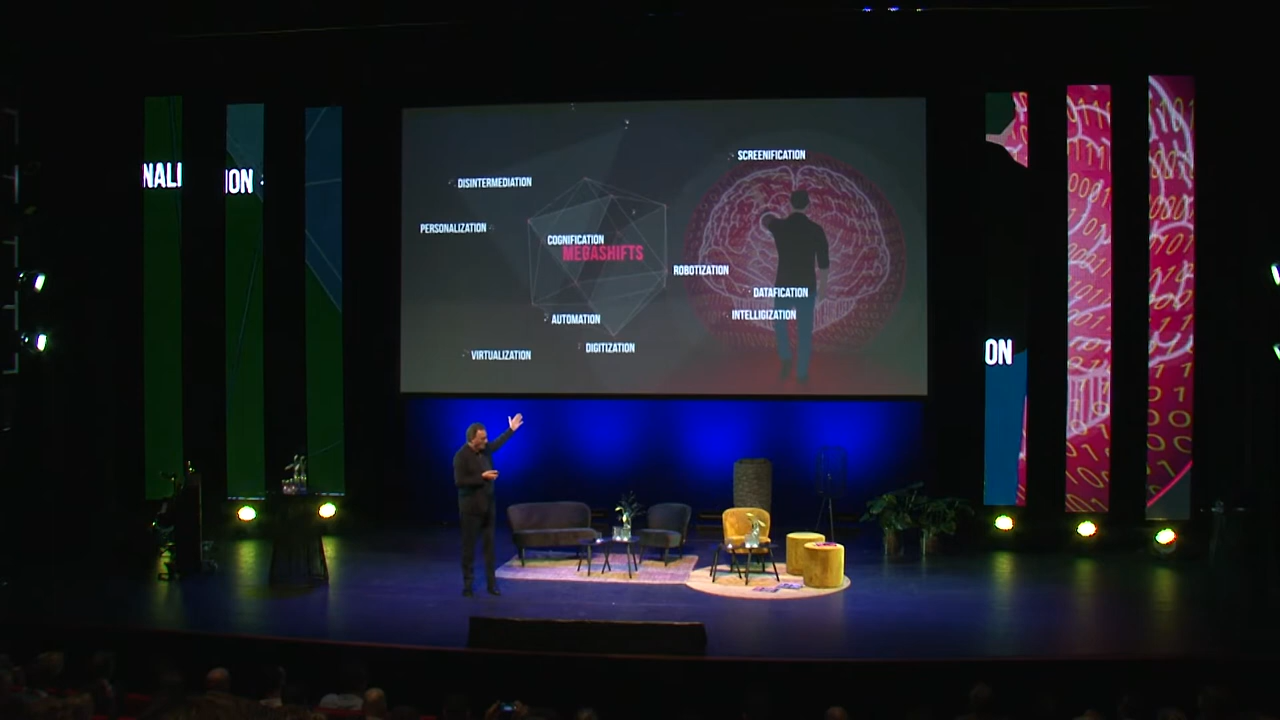 NALI
ION
SCREENIFICATION
DISINTERMEDIATION
PERSONALIZATION
COGNIFICATION
MEGASHIFTS
ROBOTIZATION
DATAFICATION
INTELLIGIZATION
AUTOMATION
DIGITIZATION
VIRTUALIZATION
ON